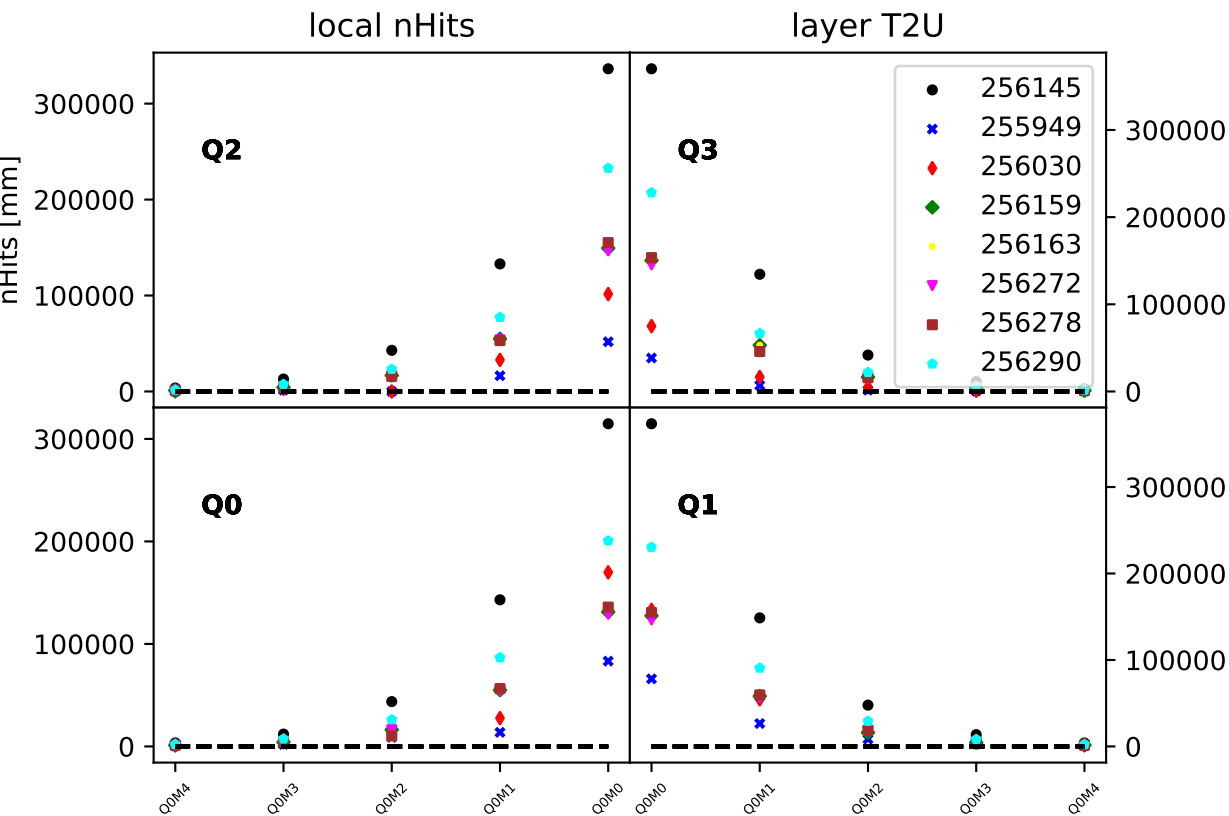 local nHits
layer T2U
nHits [mm]
300000
200000
100000
0
Q2
Q3
256145
255949
256030
256159
256163
256272
256278
256290
300000
200000
100000
0
300000
200000
100000
0
Q0
Q1
300000
200000
100000
0
Q0M4
Q0M3
Q0M2
Q0M1
Q0M0
Q0M0
Q0M1
Q0M2
Q0M3
Q0M4